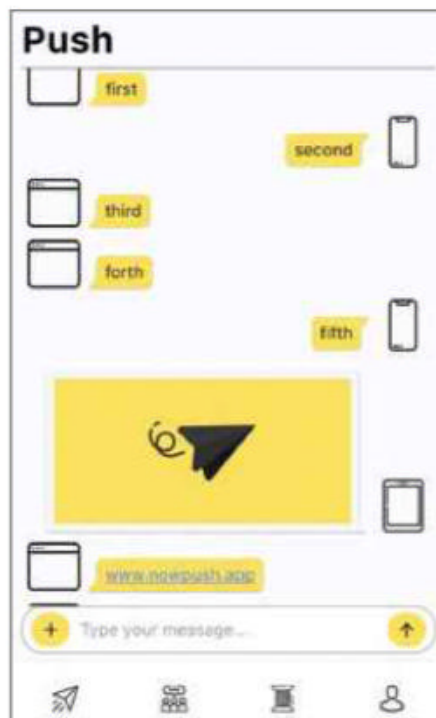 Push
first
second
third
forth
fifth
www.nowpush.app
Type your message...